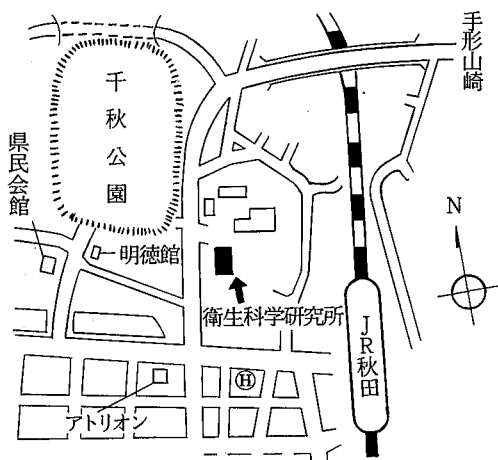 手形山崎
千秋公園
県民会館
明徳館
N
衛生科学研究所
JR秋田
H
アトリオン